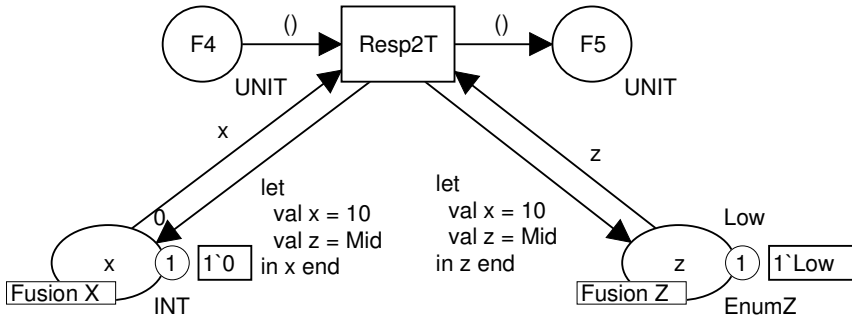 F4
()
Resp2T
()
F5
UNIT
UNIT
x
z
let
val x = 10
val z = Mid
in x end
let
val x = 10
val z = Mid
in z end
0
Low
x
1
1`0
z
1
1`Low
Fusion X
INT
Fusion Z
EnumZ